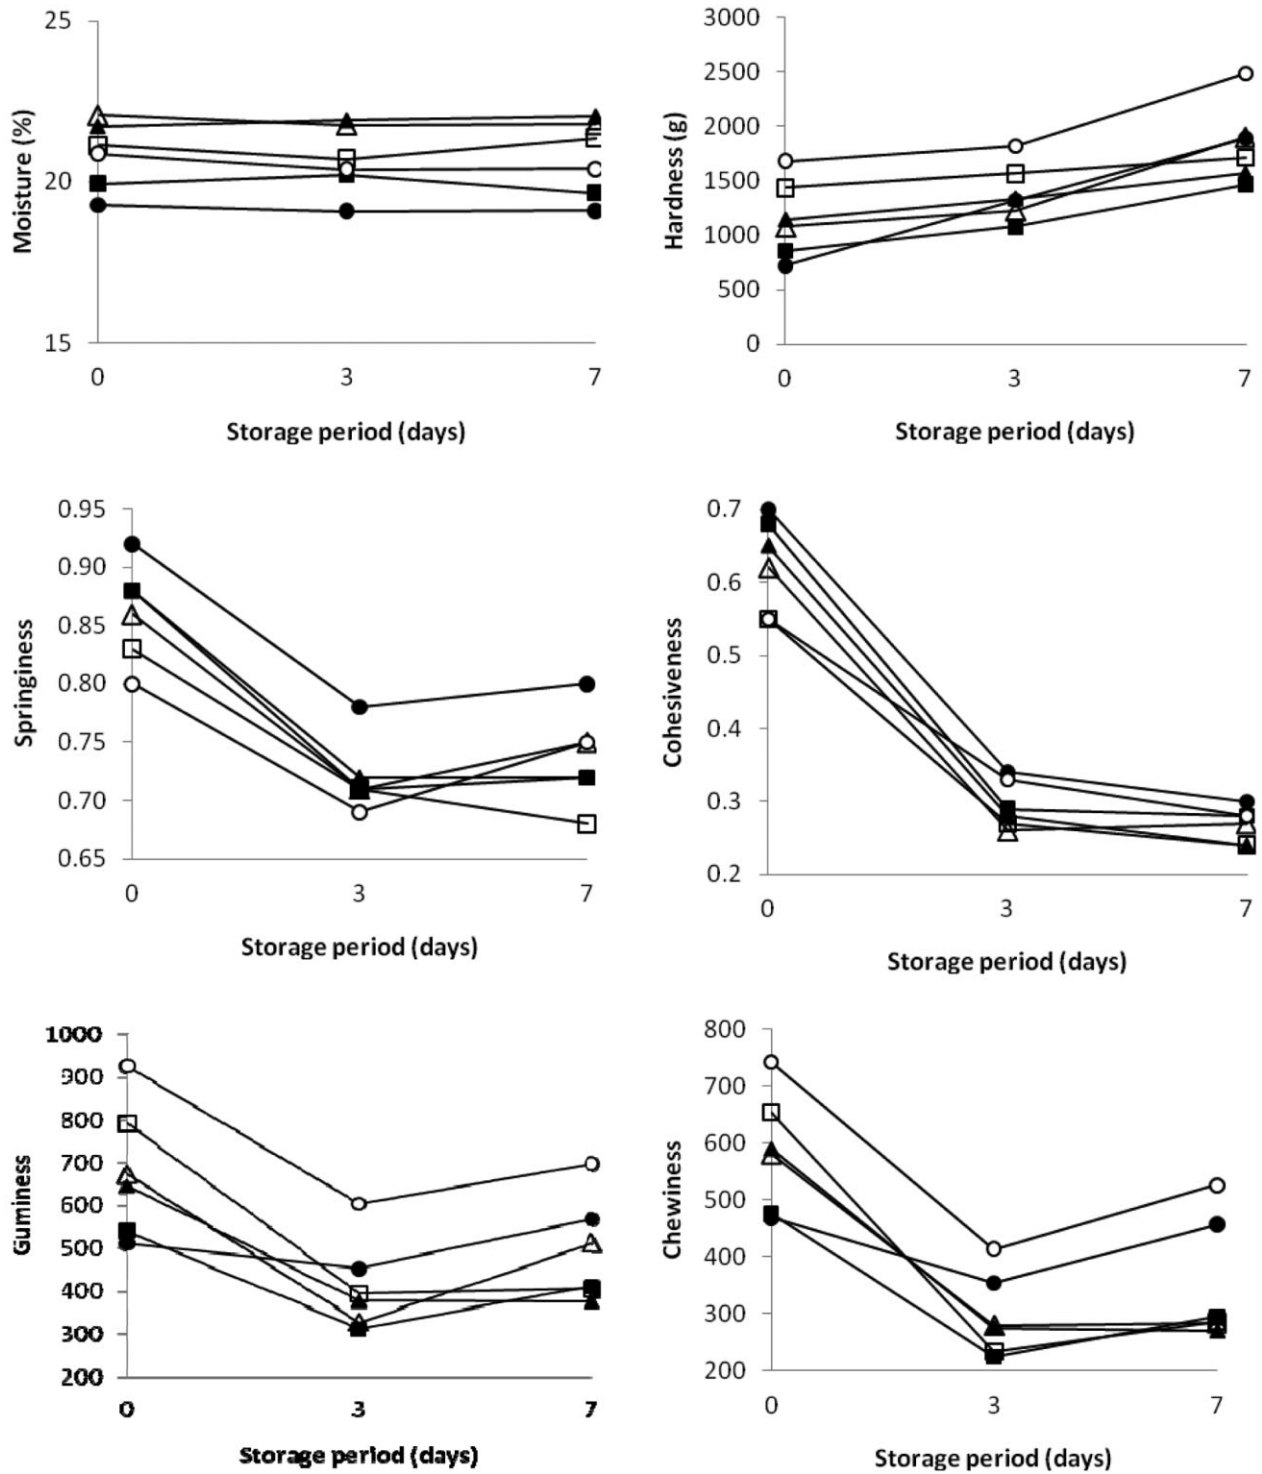 25
20
15
Moisture (%)
0 3 7
Storage period (days)
3000
2500
2000
1500
1000
500
0
Hardness (g)
0 3 7
Storage period (days)
0.95
0.90
0.85
0.80
0.75
0.70
0.65
Springiness
0 3 7
Storage period (days)
0.7
0.6
0.5
0.4
0.3
0.2
Cohesiveness
0 3 7
Storage period (days)
1000
900
800
700
600
500
400
300
200
Guminess
0 3 7
Storage period (days)
800
700
600
500
400
300
200
Chewiness
0 3 7
Storage period (days)